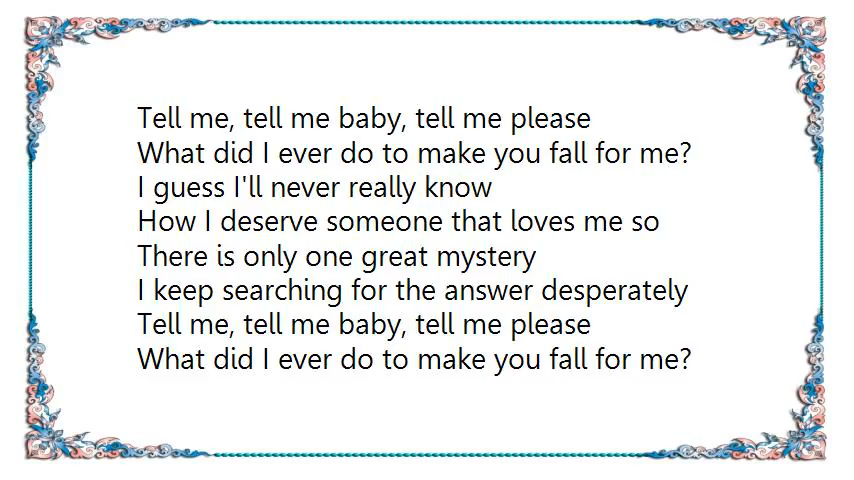 Tell me, tell me baby, tell me please
What did I ever do to make you fall for me?
I guess I'll never really know
How I deserve someone that loves me so
There is only one great mystery
I keep searching for the answer desperately
Tell me, tell me baby, tell me please
What did I ever do to make you fall for me?